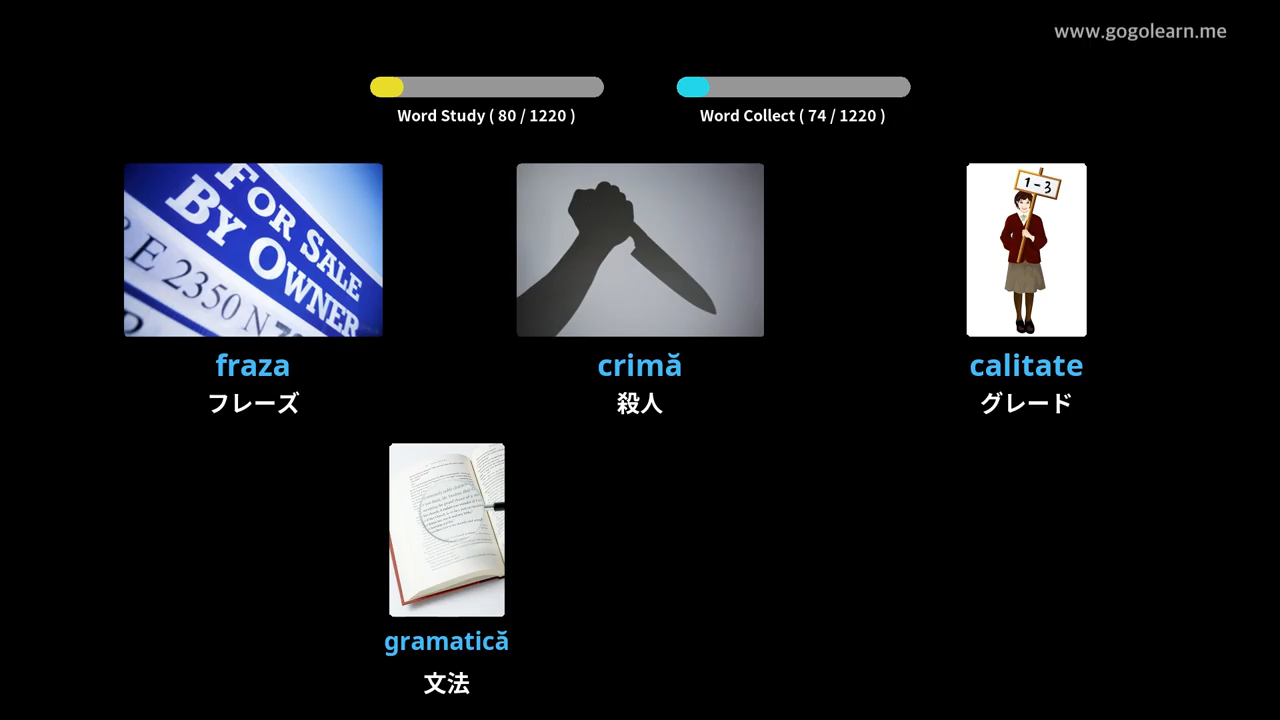 www.gogolearn.me
Word Study ( 80 / 1220 )
Word Collect ( 74 / 1220 )
FOR SALE
BY OWNER
E 2350 N
1-3
fraza
crimă
calitate
フレーズ
殺人
グレード
gramatică
文法